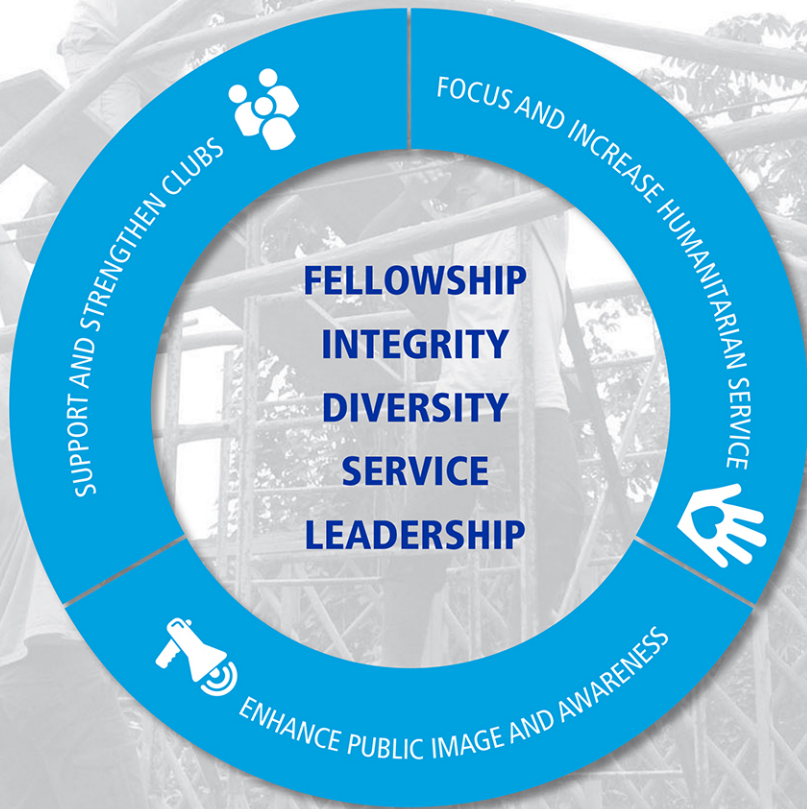 SUPPORT AND STRENGTHEN CLUBS
FOCUS AND INCREASE HUMANITARIAN SERVICE
FELLOWSHIP
INTEGRITY
DIVERSITY
SERVICE
LEADERSHIP
ENHANCE PUBLIC IMAGE AND AWARENESS